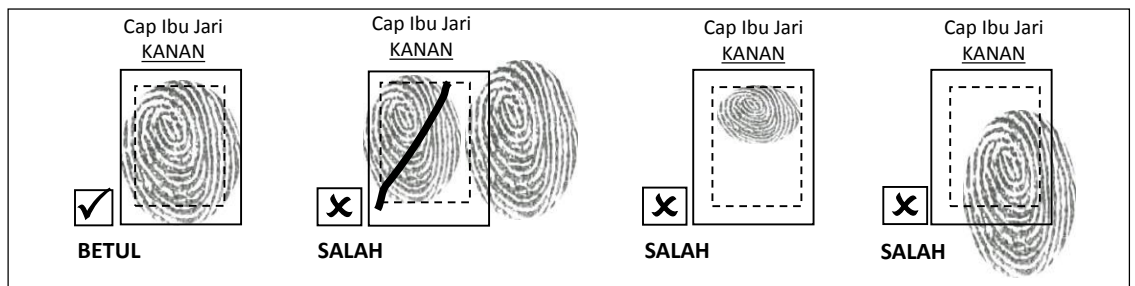 Cap Ibu Jari
KANAN
BETUL
Cap Ibu Jari
KANAN
SALAH
Cap Ibu Jari
KANAN
SALAH
Cap Ibu Jari
KANAN
SALAH